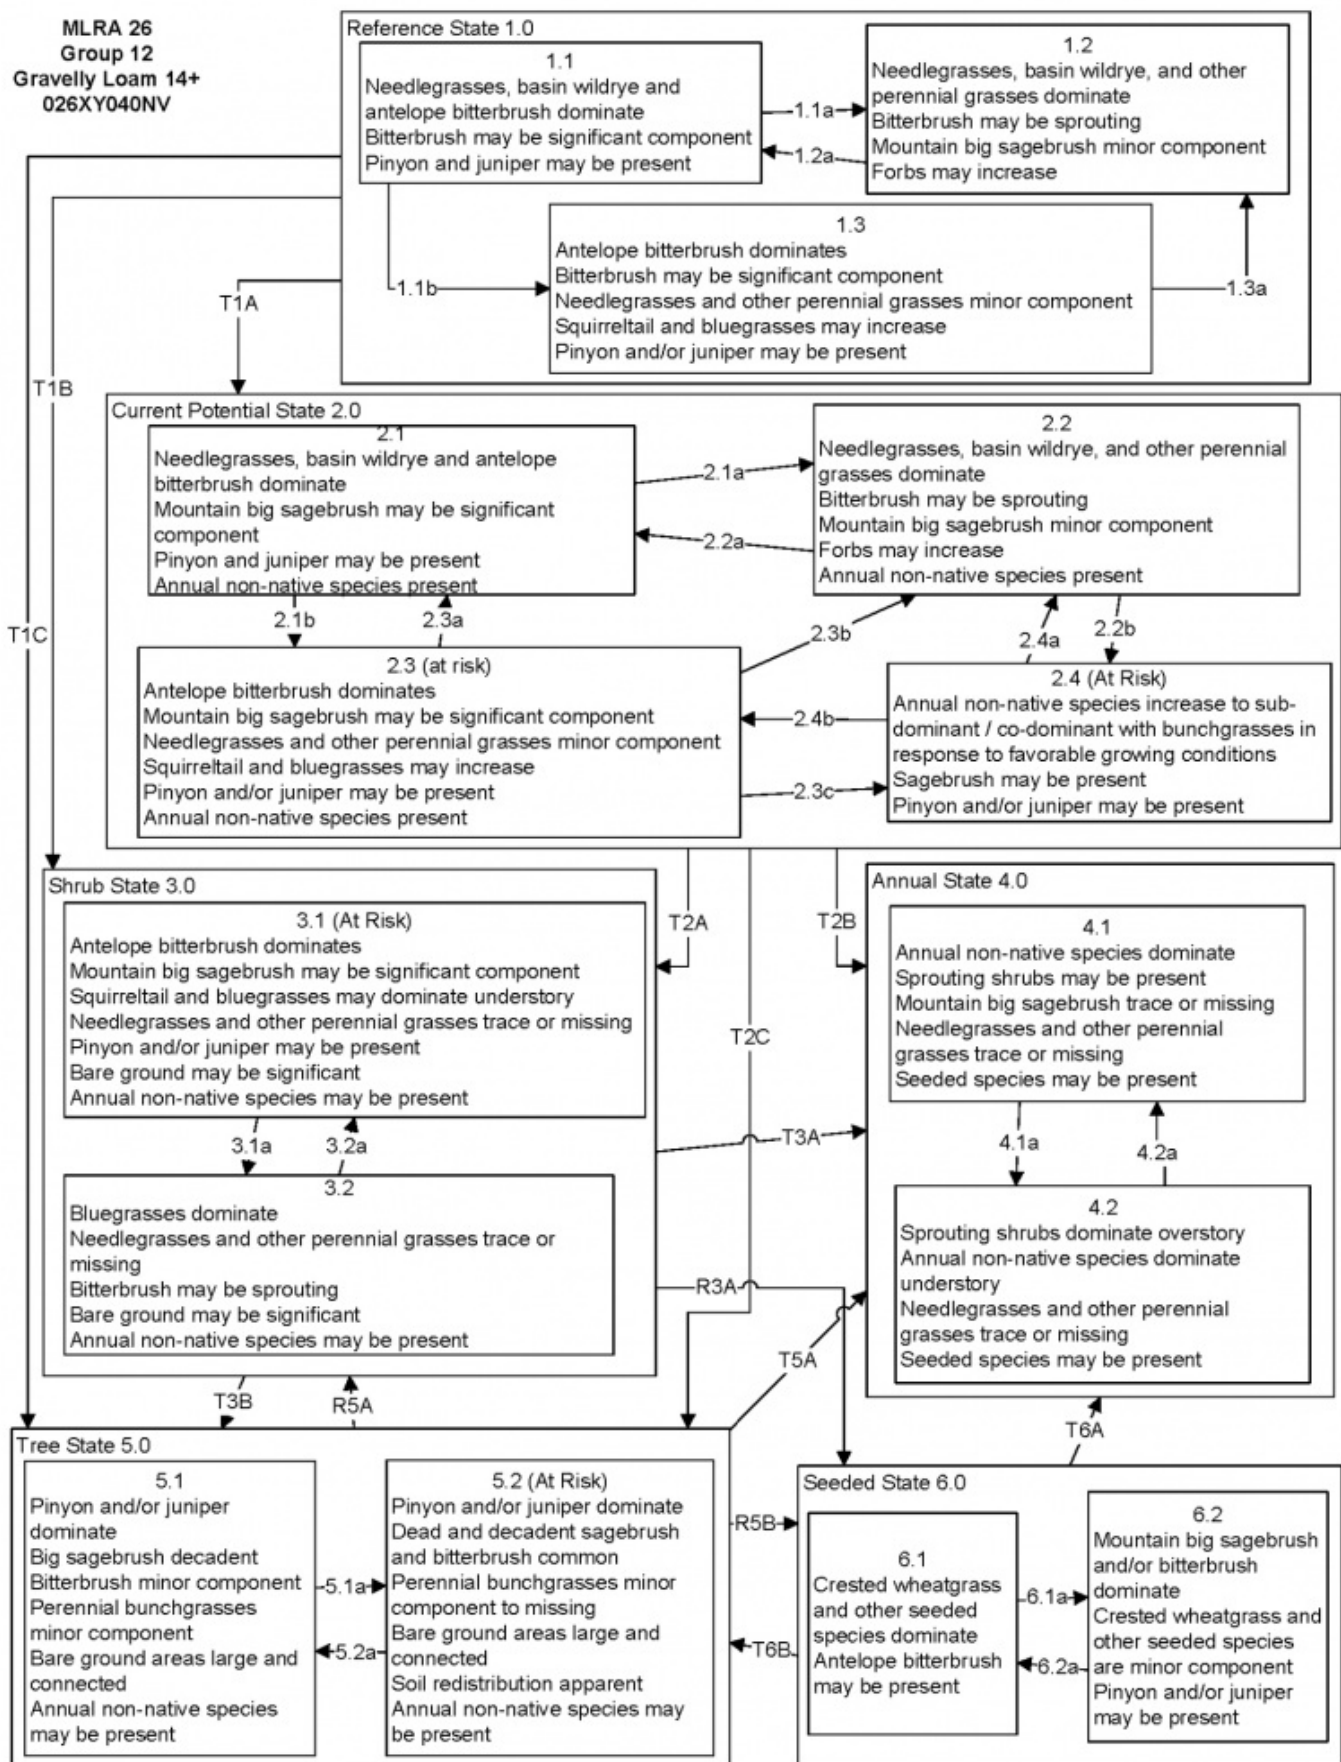 MLRA 26
Group 12
Gravelly Loam 14+
026XY040NV
Reference State 1.0
1.1
Needlegrasses, basin wildrye and
antelope bitterbrush dominate
Bitterbrush may be significant component
Pinyon and juniper may be present
1.1a
1.2a
1.2
Needlegrasses, basin wildrye, and other
perennial grasses dominate
Bitterbrush may be sprouting
Mountain big sagebrush minor component
Forbs may increase
1.1b
1.3
Antelope bitterbrush dominates
Bitterbrush may be significant component
Needlegrasses and other perennial grasses minor component
Squirreltail and bluegrasses may increase
Pinyon and/or juniper may be present
1.3a
T1A
T1B
T1C
Current Potential State 2.0
2.1
Needlegrasses, basin wildrye and antelope
bitterbrush dominate
Mountain big sagebrush may be significant
component
Pinyon and juniper may be present
Annual non-native species present
2.1a
2.2a
2.2
Needlegrasses, basin wildrye, and other perennial
grasses dominate
Bitterbrush may be sprouting
Mountain big sagebrush minor component
Forbs may increase
Annual non-native species present
2.1b
2.3a
2.3b
2.4a
2.2b
2.3 (at risk)
Antelope bitterbrush dominates
Mountain big sagebrush may be significant component
Needlegrasses and other perennial grasses minor component
Squirreltail and bluegrasses may increase
Pinyon and/or juniper may be present
Annual non-native species present
2.4b
2.3c
2.4 (At Risk)
Annual non-native species increase to sub-
dominant / co-dominant with bunchgrasses in
response to favorable growing conditions
Sagebrush may be present
Pinyon and/or juniper may be present
T2A
T2B
T2C
Shrub State 3.0
3.1 (At Risk)
Antelope bitterbrush dominates
Mountain big sagebrush may be significant component
Squirreltail and bluegrasses may dominate understory
Needlegrasses and other perennial grasses trace or missing
Pinyon and/or juniper may be present
Bare ground may be significant
Annual non-native species may be present
3.1a
3.2a
3.2
Bluegrasses dominate
Needlegrasses and other perennial grasses trace or
missing
Bitterbrush may be sprouting
Bare ground may be significant
Annual non-native species may be present
T3A
R3A
T3B
R5A
T5A
Annual State 4.0
4.1
Annual non-native species dominate
Sprouting shrubs may be present
Mountain big sagebrush trace or missing
Needlegrasses and other perennial
grasses trace or missing
Seeded species may be present
4.1a
4.2a
4.2
Sprouting shrubs dominate overstory
Annual non-native species dominate
understory
Needlegrasses and other perennial
grasses trace or missing
Seeded species may be present
T6A
Tree State 5.0
5.1
Pinyon and/or juniper
dominate
Big sagebrush decadent
Bitterbrush minor component
Perennial bunchgrasses
minor component
Bare ground areas large and
connected
Annual non-native species
may be present
5.1a
5.2a
5.2 (At Risk)
Pinyon and/or juniper dominate
Dead and decadent sagebrush
and bitterbrush common
Perennial bunchgrasses minor
component to missing
Bare ground areas large and
connected
Soil redistribution apparent
Annual non-native species may
be present
R5B
T6B
Seeded State 6.0
6.1
Crested wheatgrass
and other seeded
species dominate
Antelope bitterbrush
may be present
6.1a
6.2a
6.2
Mountain big sagebrush
and/or bitterbrush
dominate
Crested wheatgrass and
other seeded species
are minor component
Pinyon and/or juniper
may be present